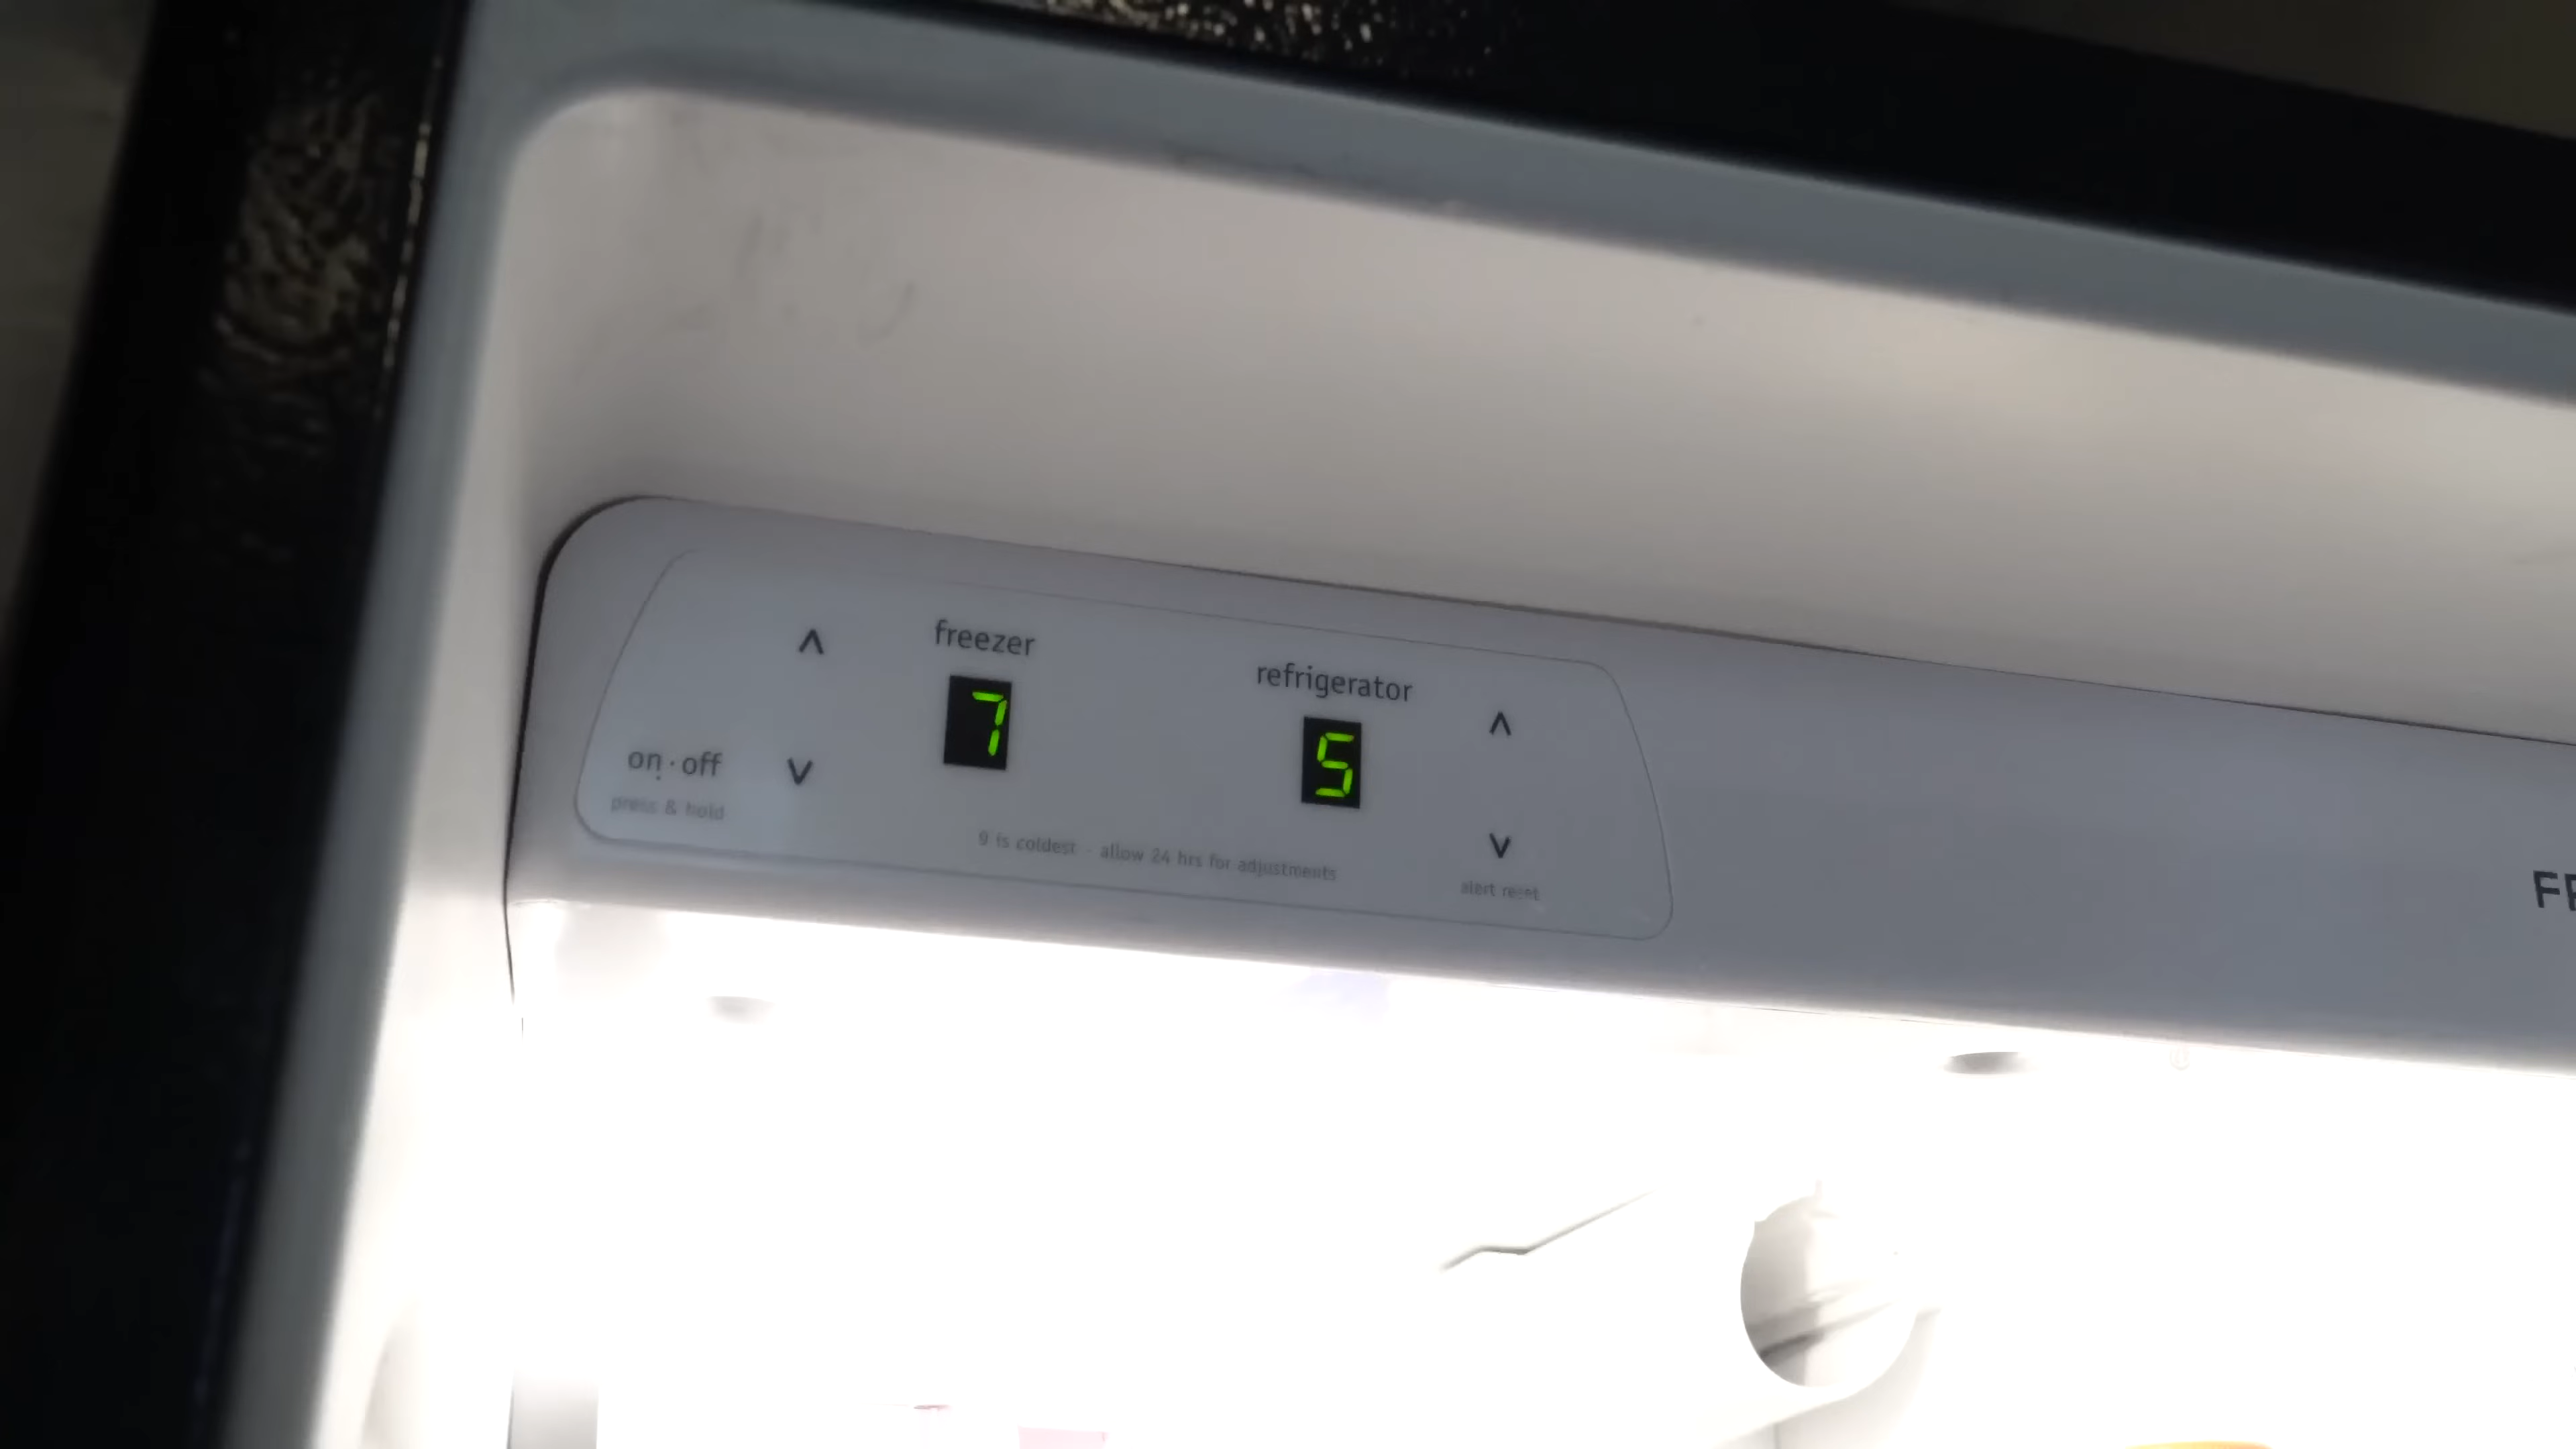 freezer
7
refrigerator
5
on · off
press & hold
9 is coldest - allow 24 hrs for adjustments
alert reset